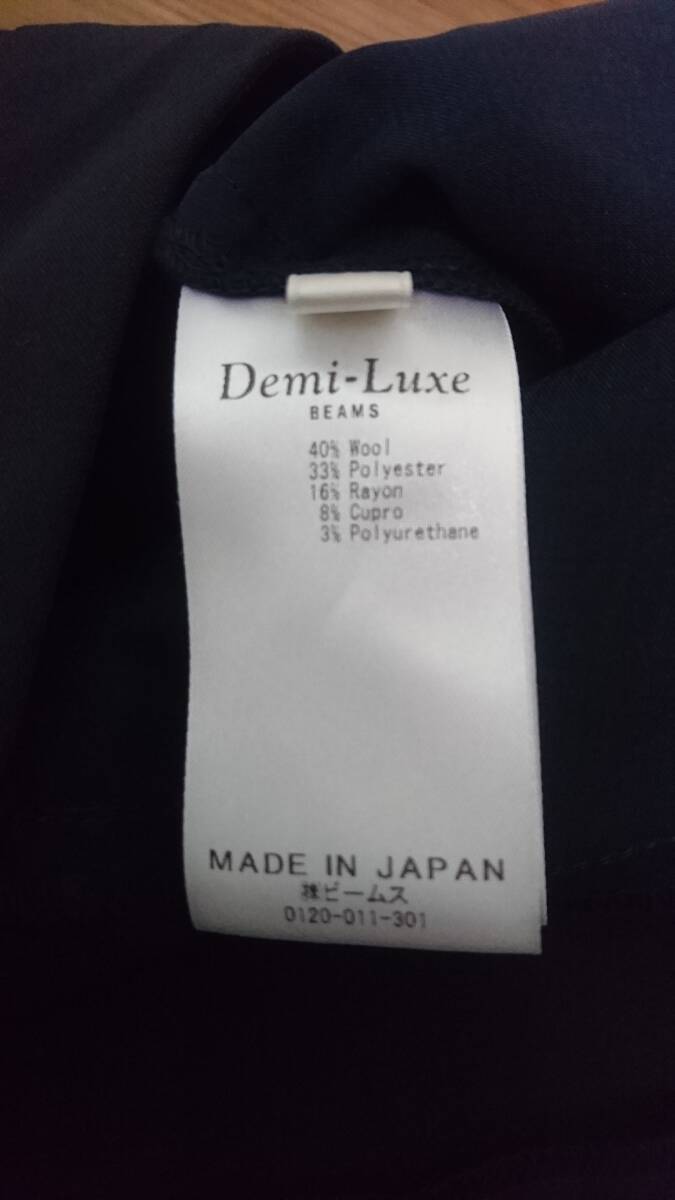 Demi-Luxe
BEAMS
40% Wool
33% Polyester
16% Rayon
8% Cupro
3% Polyurethane
MADE IN JAPAN
㈱ビームス
0120-011-301